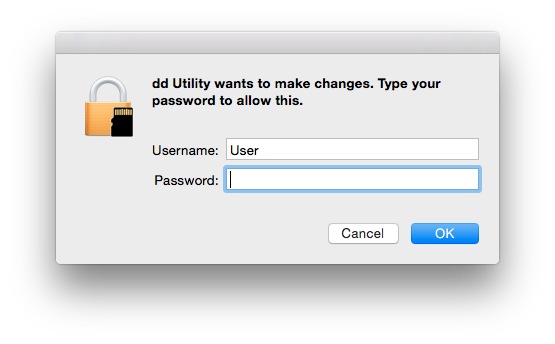 dd Utility wants to make changes. Type your
password to allow this.
Username: User
Password:
Cancel OK